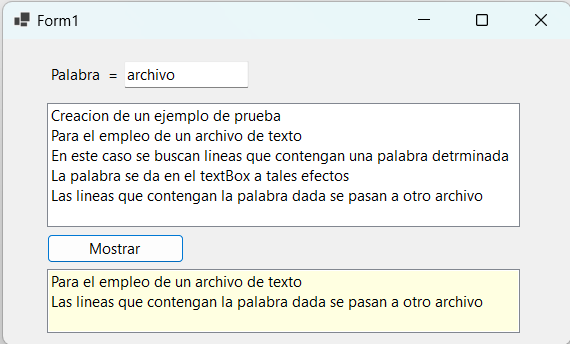 Form1
Palabra =
archivo
Creacion de un ejemplo de prueba
Para el empleo de un archivo de texto
En este caso se buscan lineas que contengan una palabra detrminada
La palabra se da en el textBox a tales efectos
Las lineas que contengan la palabra dada se pasan a otro archivo
Mostrar
Para el empleo de un archivo de texto
Las lineas que contengan la palabra dada se pasan a otro archivo